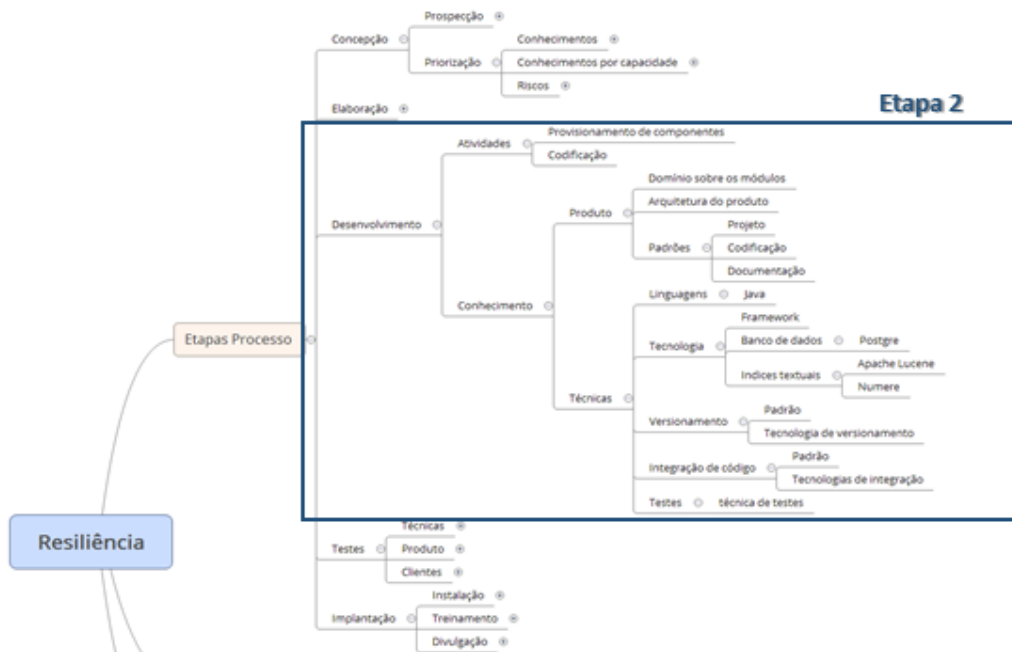 Prospecção
Concepção
Conhecimentos
Priorização
Conhecimentos por capacidade
Riscos
Elaboração
Etapa 2
Provisionamento de componentes
Atividades
Codificação
Domínio sobre os módulos
Produto
Arquitetura do produto
Projeto
Desenvolvimento
Padrões
Codificação
Documentação
Conhecimento
Linguagens
Java
Framework
Etapas Processo
Tecnologia
Banco de dados
Postgre
Apache Lucene
Indices textuais
Numere
Técnicas
Padrão
Versionamento
Tecnologia de versionamento
Padrão
Integração de código
Tecnologias de integração
Testes
técnica de testes
Resiliência
Técnicas
Testes
Produto
Clientes
Instalação
Implantação
Treinamento
Divulgação